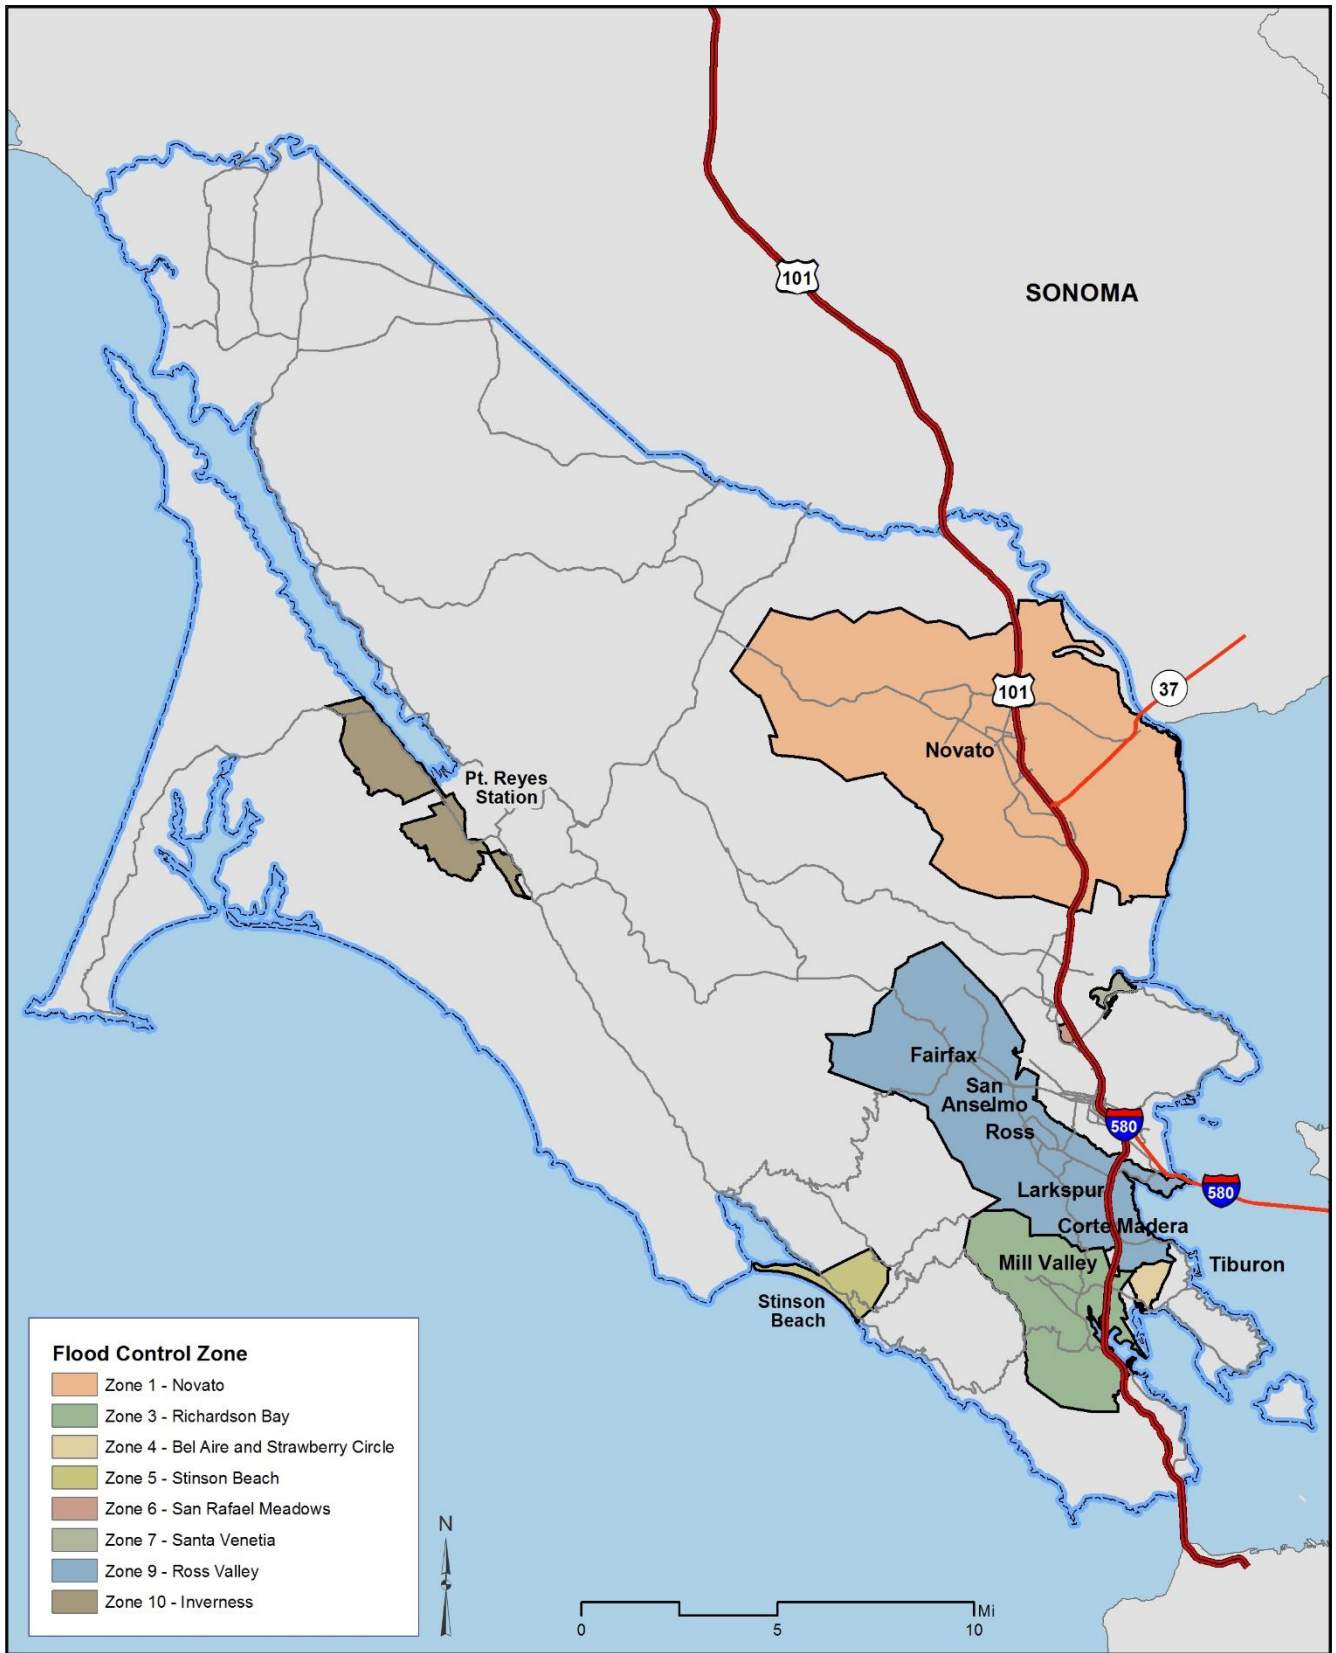 101
SONOMA
37
101
Novato
Pt. Reyes
Station
Fairfax
San
Anselmo
Ross
580
580
Larkspur
Corte Madera
Mill Valley
Tiburon
Stinson
Beach
Flood Control Zone
Zone 1 - Novato
Zone 3 - Richardson Bay
Zone 4 - Bel Aire and Strawberry Circle
Zone 5 - Stinson Beach
Zone 6 - San Rafael Meadows
Zone 7 - Santa Venetia
Zone 9 - Ross Valley
Zone 10 - Inverness
N
Mi
0 5 10